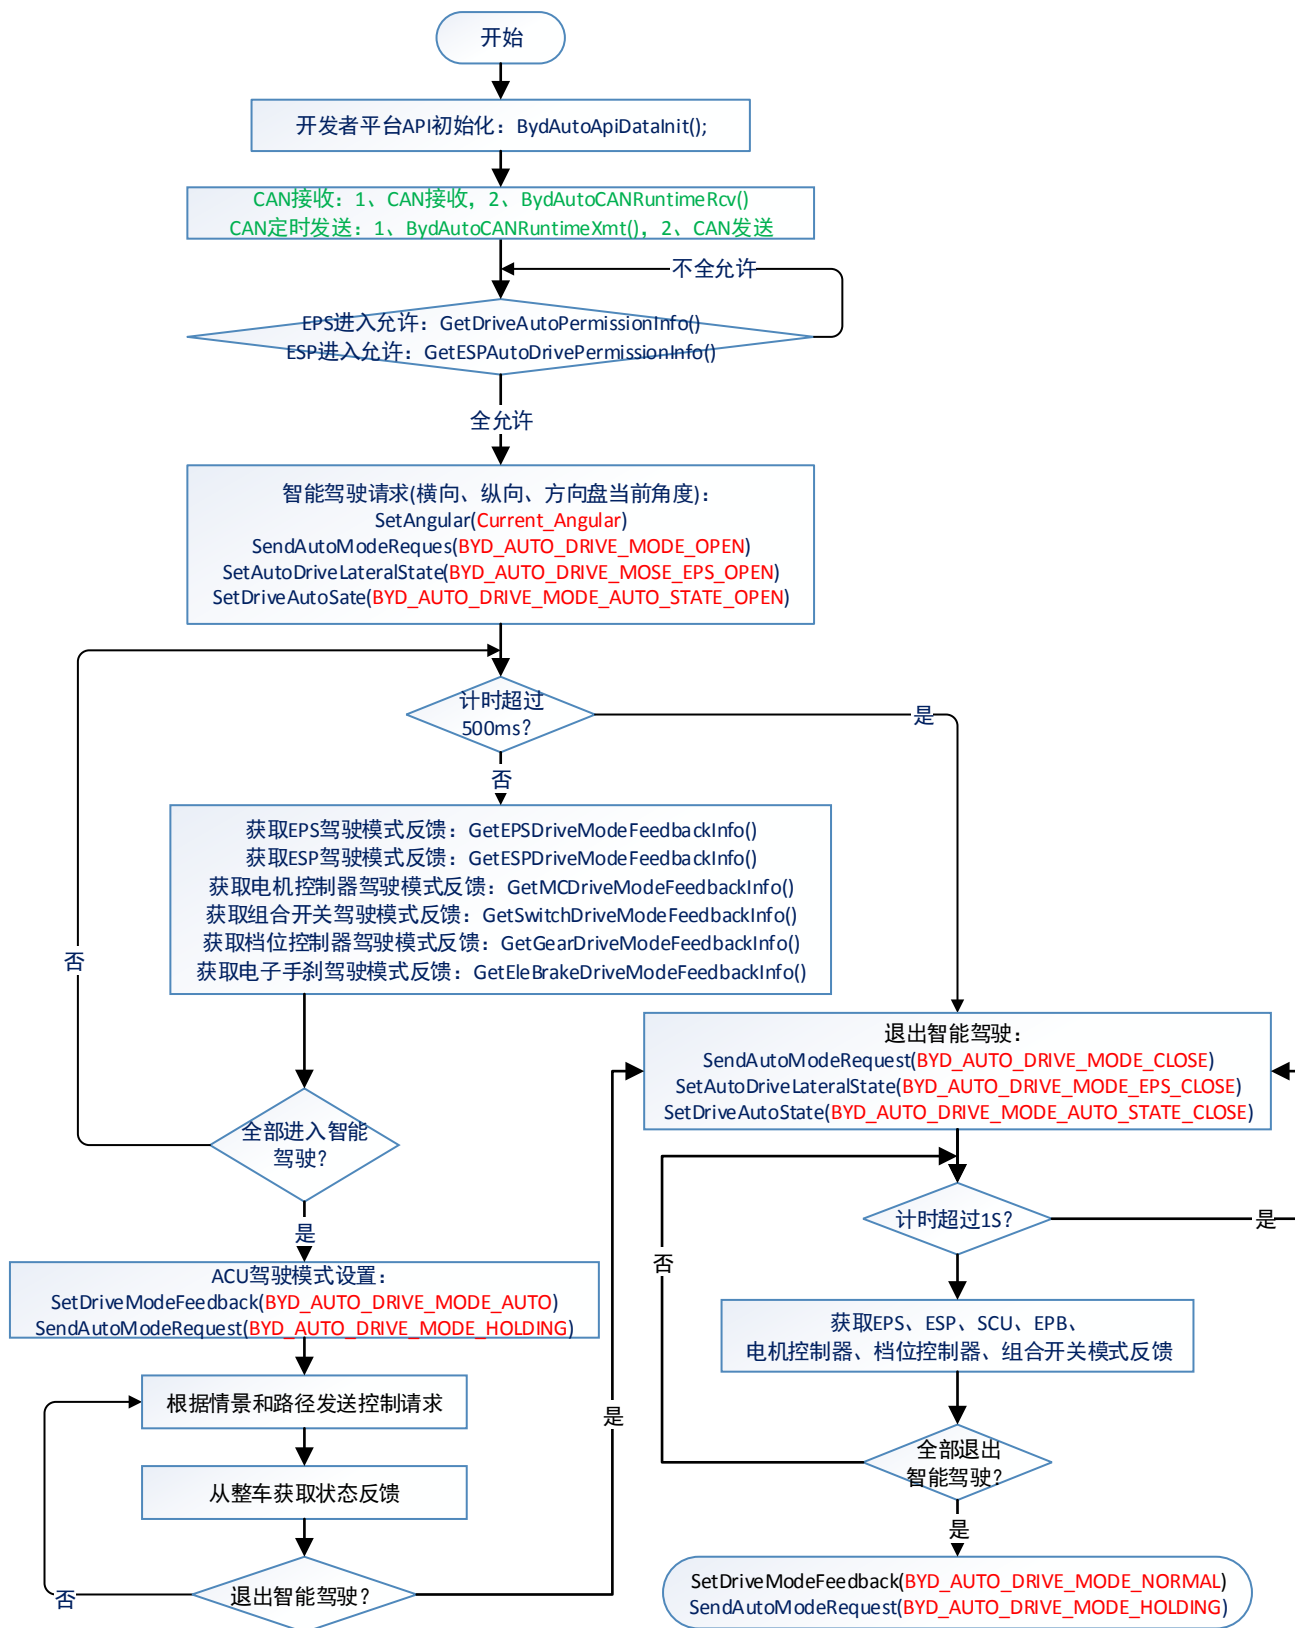 开始
开发者平台API初始化：BydAutoApiDataInit();
CAN接收：1、CAN接收，2、BydAutoCANRuntimeRcv()
CAN定时发送：1、BydAutoCANRuntimeXmt()，2、CAN发送
不全允许
EPS进入允许：GetDriveAutoPermissionInfo()
ESP进入允许：GetESPAutoDrivePermissionInfo()
全允许
智能驾驶请求(横向、纵向、方向盘当前角度)：
SetAngular(Current_Angular)
SendAutoModeReques(BYD_AUTO_DRIVE_MODE_OPEN)
SetAutoDriveLateralState(BYD_AUTO_DRIVE_MOSE_EPS_OPEN)
SetDriveAutoSate(BYD_AUTO_DRIVE_MODE_AUTO_STATE_OPEN)
计时超过
500ms？
是
否
获取EPS驾驶模式反馈：GetEPSDriveModeFeedbackInfo()
获取ESP驾驶模式反馈：GetESPDriveModeFeedbackInfo()
获取电机控制器驾驶模式反馈：GetMCDriveModeFeedbackInfo()
获取组合开关驾驶模式反馈：GetSwitchDriveModeFeedbackInfo()
获取档位控制器驾驶模式反馈：GetGearDriveModeFeedbackInfo()
获取电子手刹驾驶模式反馈：GetEleBrakeDriveModeFeedbackInfo()
否
全部进入智能
驾驶？
是
ACU驾驶模式设置：
SetDriveModeFeedback(BYD_AUTO_DRIVE_MODE_AUTO)
SendAutoModeRequest(BYD_AUTO_DRIVE_MODE_HOLDING)
根据情景和路径发送控制请求
从整车获取状态反馈
退出智能驾驶？
否
是
退出智能驾驶：
SendAutoModeRequest(BYD_AUTO_DRIVE_MODE_CLOSE)
SetAutoDriveLateralState(BYD_AUTO_DRIVE_MODE_EPS_CLOSE)
SetDriveAutoState(BYD_AUTO_DRIVE_MODE_AUTO_STATE_CLOSE)
计时超过1S？
是
否
获取EPS、ESP、SCU、EPB、
电机控制器、档位控制器、组合开关模式反馈
全部退出
智能驾驶？
是
SetDriveModeFeedback(BYD_AUTO_DRIVE_MODE_NORMAL)
SendAutoModeRequest(BYD_AUTO_DRIVE_MODE_HOLDING)